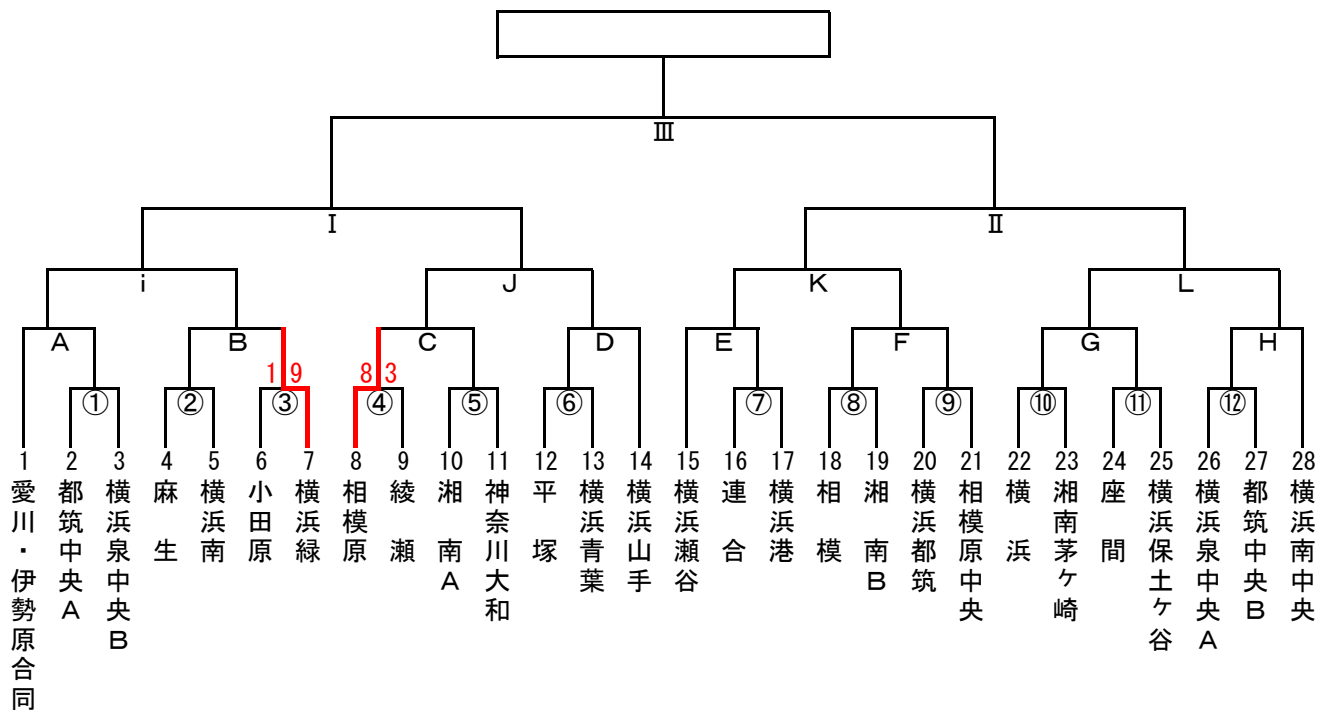 Ⅲ
Ⅰ Ⅱ
i J K L
A B C D E F G H
1 9 8 3
① ② ③ ④ ⑤ ⑥ ⑦ ⑧ ⑨ ⑩ ⑪ ⑫
1 愛川・伊勢原合同
2 都筑中央A
3 横浜泉中央B
4 麻生
5 横浜南
6 小田原
7 横浜緑
8 相模原
9 綾瀬
10 湘南A
11 神奈川大和
12 平塚
13 横浜青葉
14 横浜山手
15 横浜瀬谷
16 連合
17 横浜港
18 相模
19 湘南B
20 横浜都筑
21 相模原中央
22 横浜
23 湘南茅ケ崎
24 座間
25 横浜保土ヶ谷
26 横浜泉中央A
27 都筑中央B
28 横浜南中央